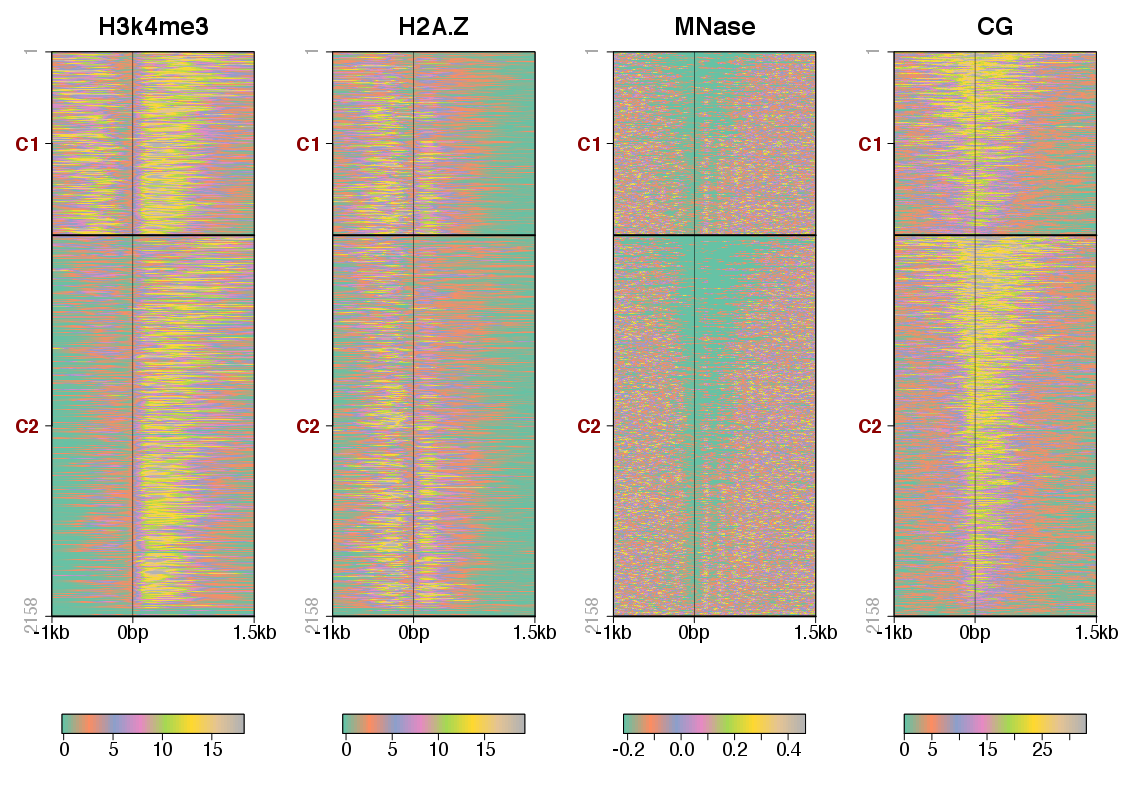 H3k4me3 H2A.Z MNase CG
1 1 1 1
C1 C1 C1 C1
C2 C2 C2 C2
2158 2158 2158 2158
-1kb 0bp 1.5kb -1kb 0bp 1.5kb -1kb 0bp 1.5kb -1kb 0bp 1.5kb
0 5 10 15 0 5 10 15 -0.2 0.0 0.2 0.4 0 5 15 25